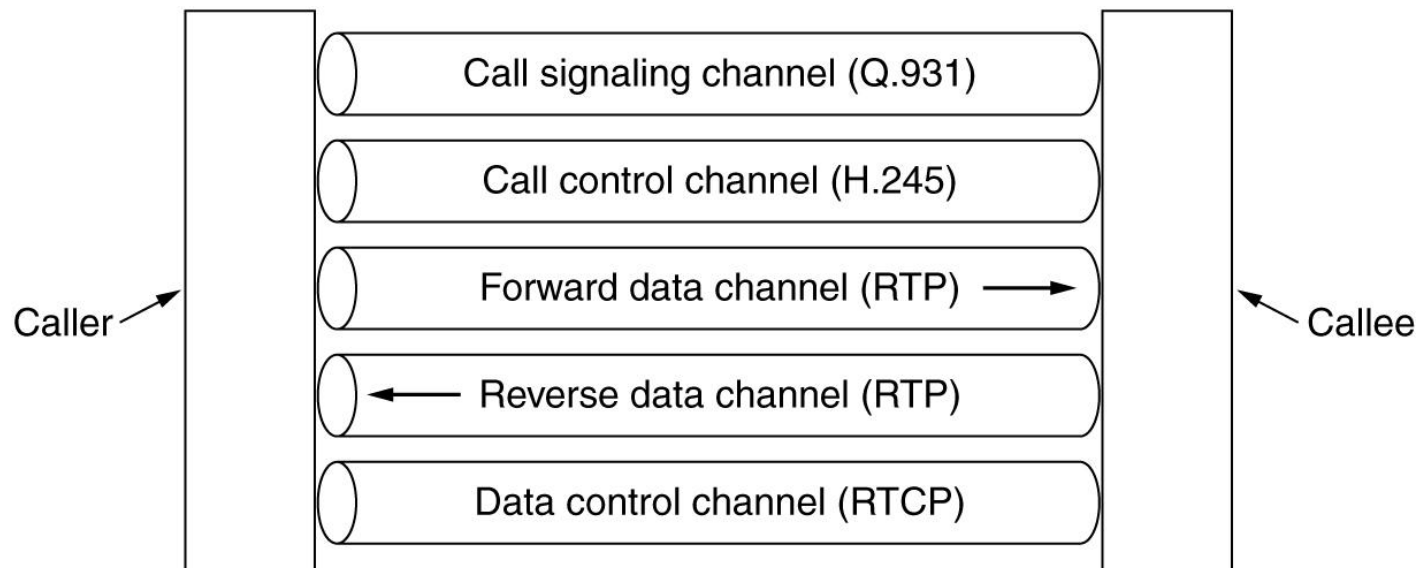 Call signaling channel (Q.931)
Call control channel (H.245)
Forward data channel (RTP)
Caller
Callee
Reverse data channel (RTP)
Data control channel (RTCP)